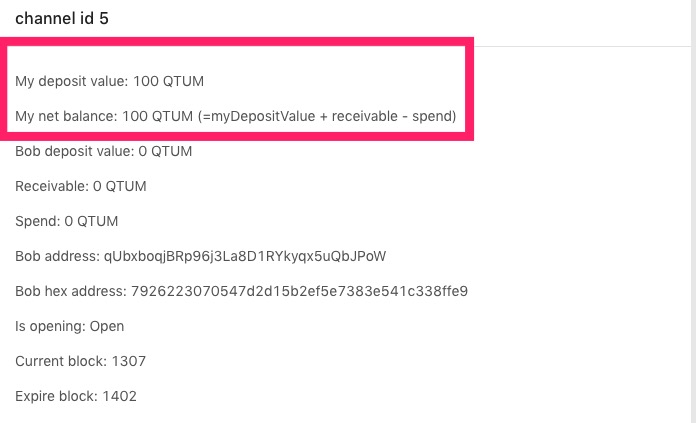 channel id 5
My deposit value: 100 QTUM
My net balance: 100 QTUM (=myDepositValue + receivable - spend)
Bob deposit value: 0 QTUM
Receivable: 0 QTUM
Spend: 0 QTUM
Bob address: qUbxboqjBRp96j3La8D1RYkyqx5uQbJPoW
Bob hex address: 7926223070547d2d15b2ef5e7383e541c338ffe9
Is opening: Open
Current block: 1307
Expire block: 1402